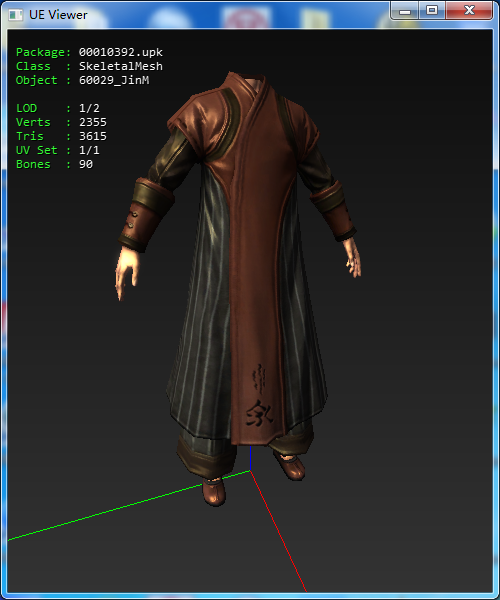 UE Viewer
Package: 00010392.upk
Class : SkeletalMesh
Object : 60029_JinM
LOD : 1/2
Verts : 2355
Tris : 3615
UV Set : 1/1
Bones : 90